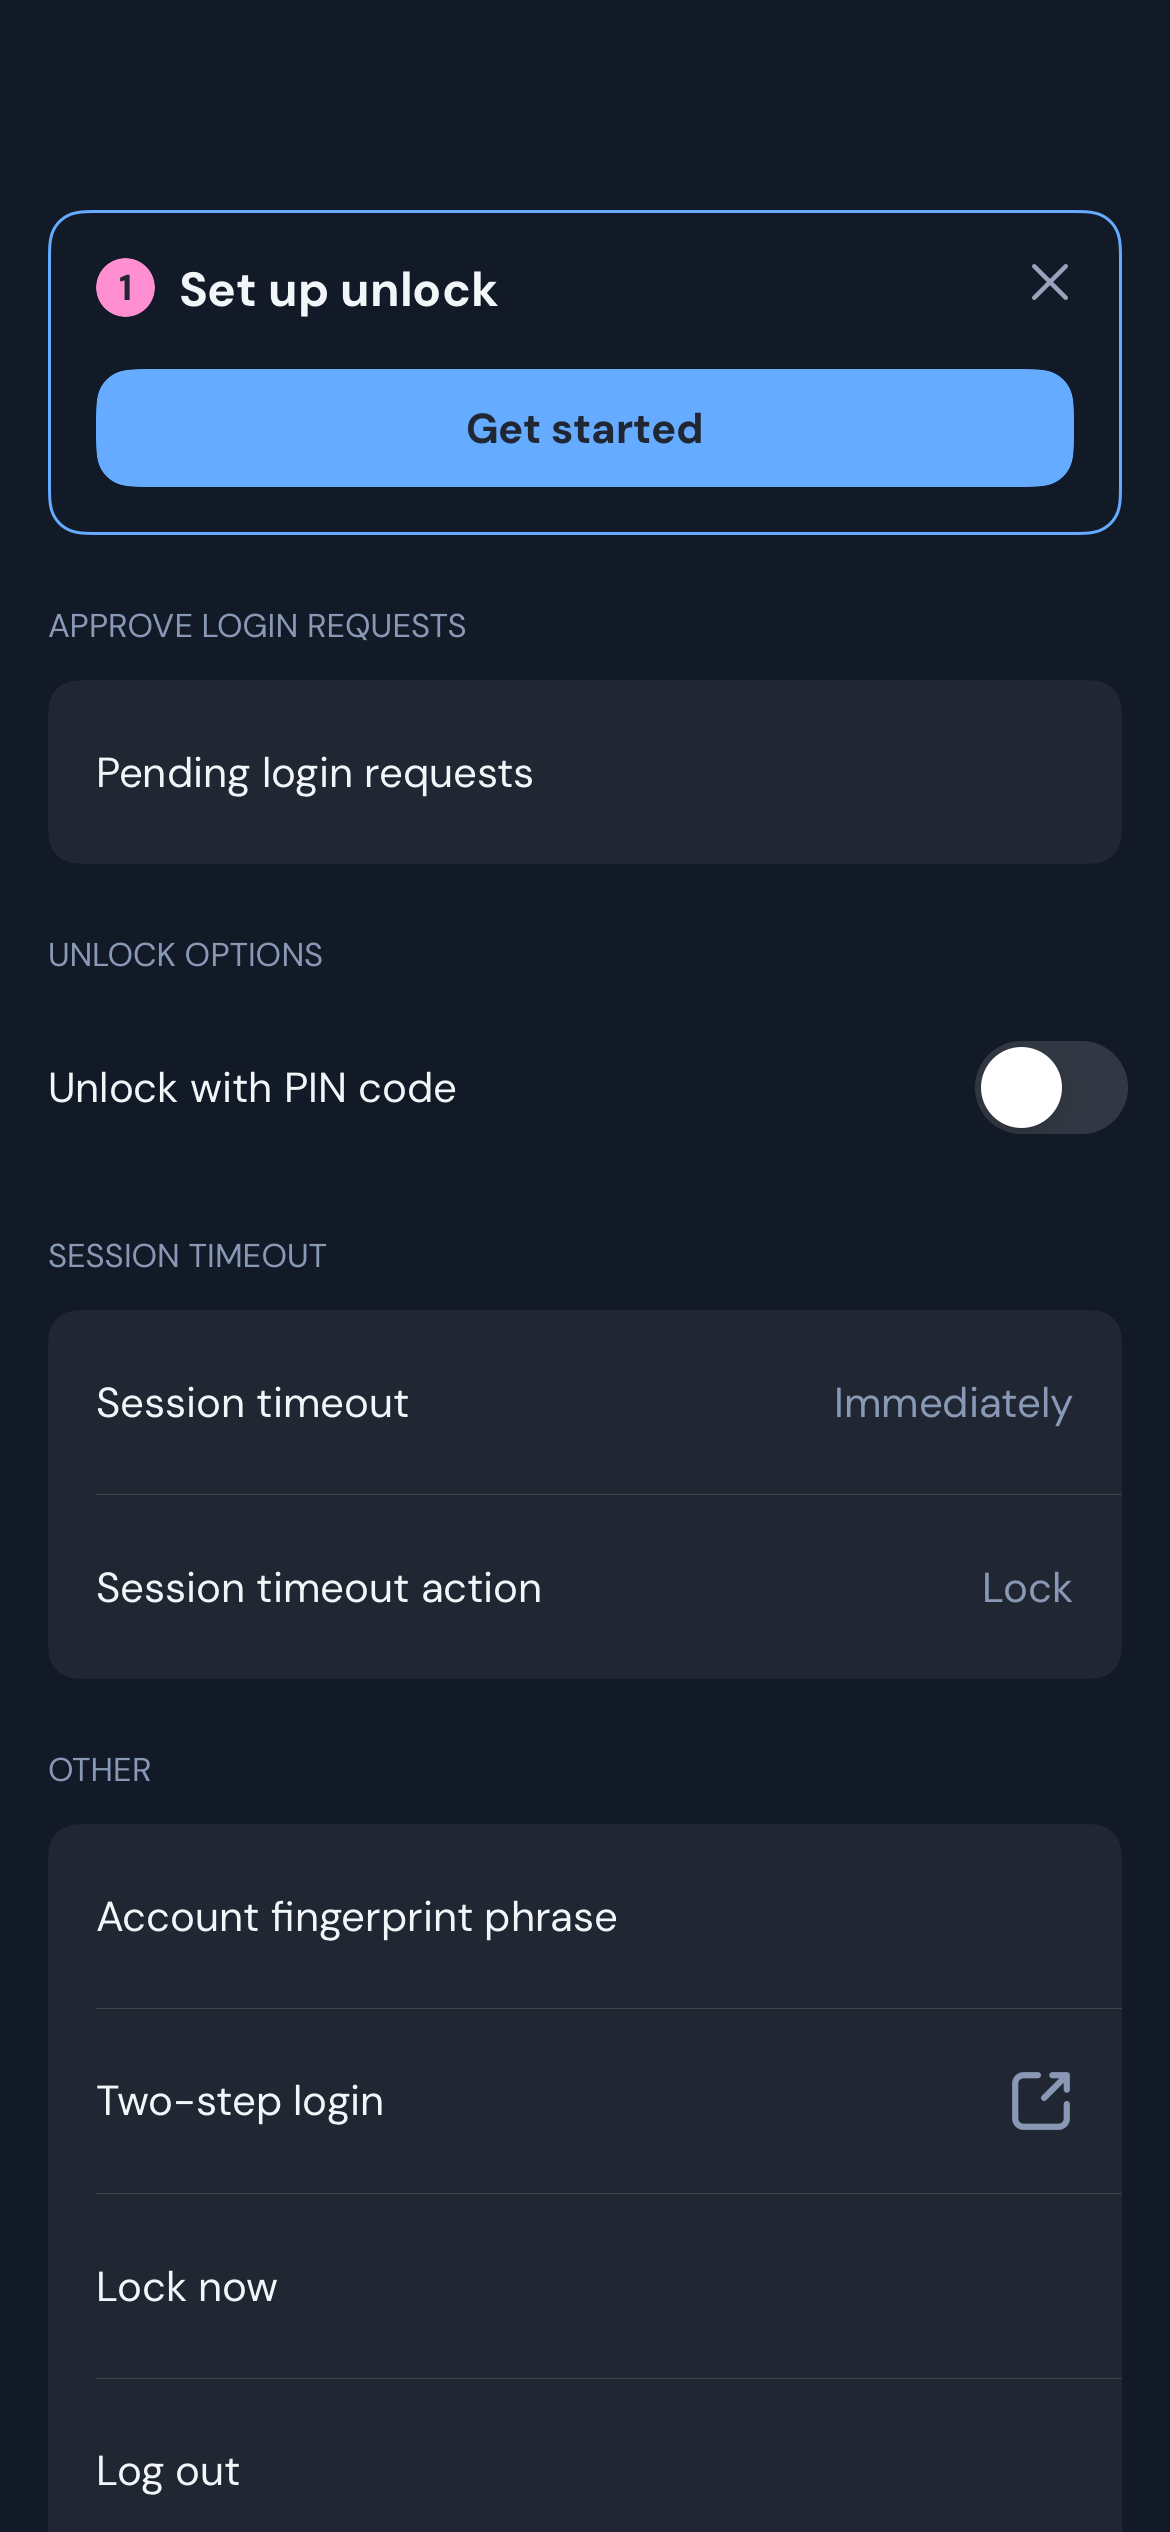 1 Set up unlock
Get started
APPROVE LOGIN REQUESTS
Pending login requests
UNLOCK OPTIONS
Unlock with PIN code
SESSION TIMEOUT
Session timeout Immediately
Session timeout action Lock
OTHER
Account fingerprint phrase
Two-step login
Lock now
Log out